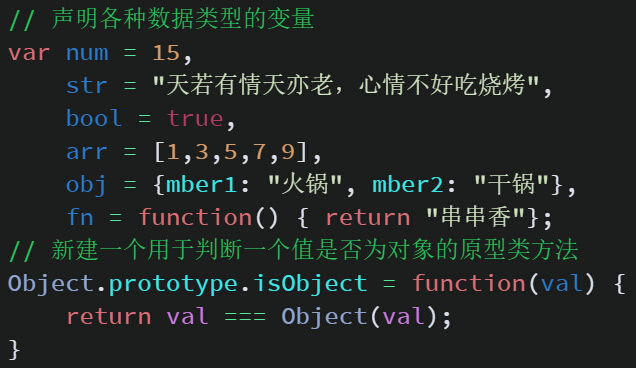 // 声明各种数据类型的变量
var num = 15,
    str = "天若有情天亦老，心情不好吃烧烤",
    bool = true,
    arr = [1,3,5,7,9],
    obj = {mber1: "火锅", mber2: "干锅"},
    fn = function() { return "串串香"};
// 新建一个用于判断一个值是否为对象的原型类方法
Object.prototype.isObject = function(val) {
    return val === Object(val);
}